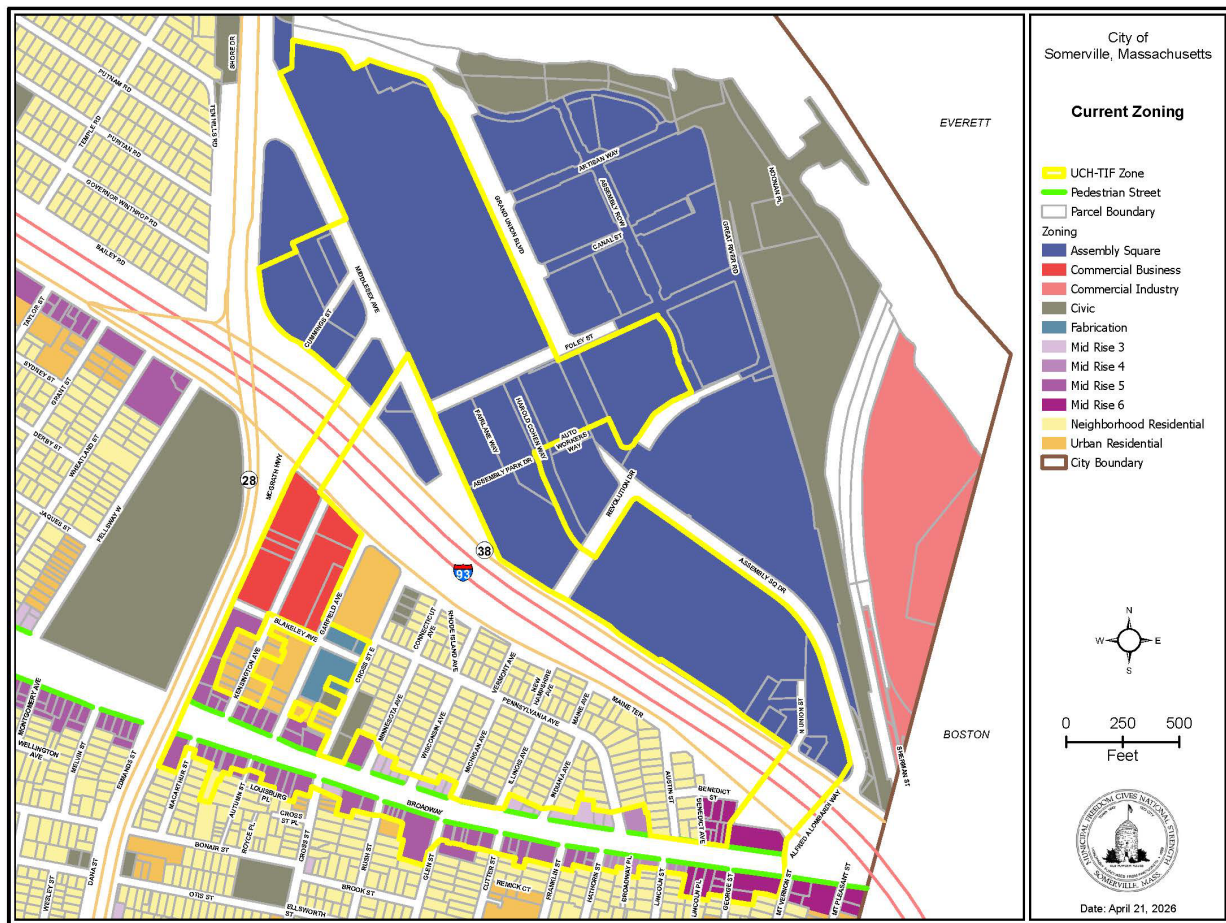 City of
Somerville, Massachusetts
Current Zoning
UCH-TIF Zone
Pedestrian Street
Parcel Boundary
Zoning
Assembly Square
Commercial Business
Commercial Industry
Civic
Fabrication
Mid Rise 3
Mid Rise 4
Mid Rise 5
Mid Rise 6
Neighborhood Residential
Urban Residential
City Boundary
N
W
E
S
0 250 500
Feet
MUNICIPAL FREEDOM GIVES NATIONAL STRENGTH
SOMERVILLE, MASS
Date: April 21, 2026
EVERETT
BOSTON
SHORE DR
PUTNAM RD
TEN HILLS RD
TEMPLE RD
PURITAN RD
GOVERNOR WINTHROP RD
BAILEY RD
ARTISAN WAY
NOONAN PL
GRAND UNION BLVD
ASSEMBLY ROW
CANAL ST
GREAT RIVER RD
MIDDLESEX AVE
CUMMINGS ST
FOLEY ST
TAYLOR ST
SYDNEY ST
GRANT ST
DERBY ST
WHEATLAND ST
JAQUES ST
FELLSWAY W
28
MCGRATH HWY
FAIRLANE WAY
HAROLD COHEN WAY
AUTO
WORKERS
WAY
ASSEMBLY PARK DR
REVOLUTION DR
38
93
ASSEMBLY SQ DR
GARFIELD AVE
BLAKELEY AVE
KENSINGTON AVE
CROSS ST E
CONNECTICUT
AVE
RHODE ISLAND AVE
VERMONT AVE
NEW
HAMPSHIRE
AVE
MAINE AVE
MAINE TER
PENNSYLVANIA AVE
MINNESOTA AVE
WISCONSIN AVE
MICHIGAN AVE
ILLINOIS AVE
INDIANA AVE
N UNION ST
AUSTIN ST
BENEDICT
ST
BENEDICT AVE
ALFRED A LOMBARDI WAY
SHERMAN ST
MONTGOMERY AVE
WELLINGTON
AVE
MELVIN ST
EDMANDS ST
MACARTHUR ST
AUTUMN ST
LOUISBURG
PL
ROYCE PL
CROSS
ST PL
CROSS ST
BROADWAY
BONAIR ST
RUSH ST
GLEN ST
BROOK ST
OTIS ST
ELLSWORTH
ST
WESLEY ST
DANA ST
CUTTER ST
REMICK CT
FRANKLIN ST
HATHORN ST
BROADWAY PL
LINCOLN ST
LINCOLN PL
GEORGE ST
MT VERNON ST
MT PLEASANT ST